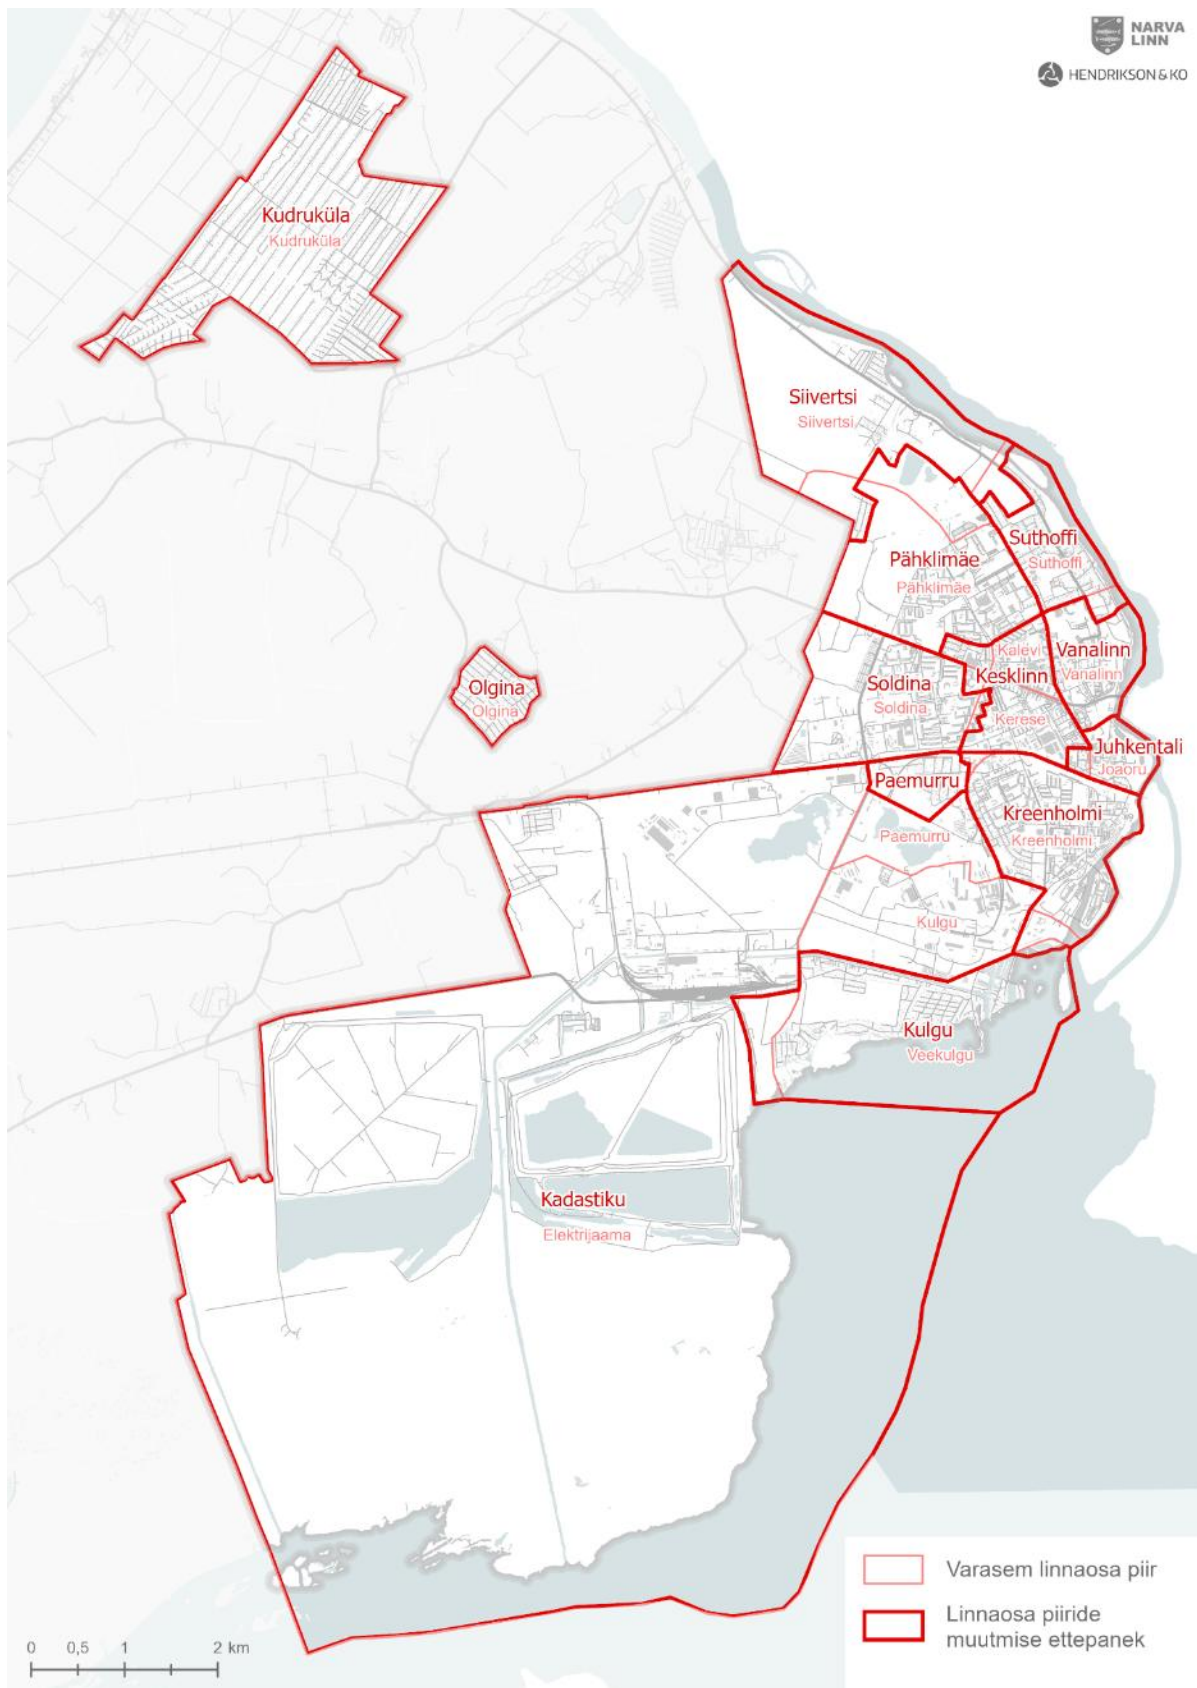 NARVA
LINN
HENDRIKSON & KO
Kudruküla
Kudruküla
Siivertsi
Siivertsi
Suthoffi
Suthoffi
Pähklimäe
Pähklimäe
Kalevi
Vanalinn
Vanalinn
Kesklinn
Kerese
Soldina
Soldina
Olgina
Olgina
Juhkentali
Joaoru
Paemurru
Paemurru
Kreenholmi
Kreenholmi
Kulgu
Kulgu
Veekulgu
Kadastiku
Elektrijaama
Varasem linnaosa piir
Linnaosa piiride
muutmise ettepanek
0 0,5 1 2 km